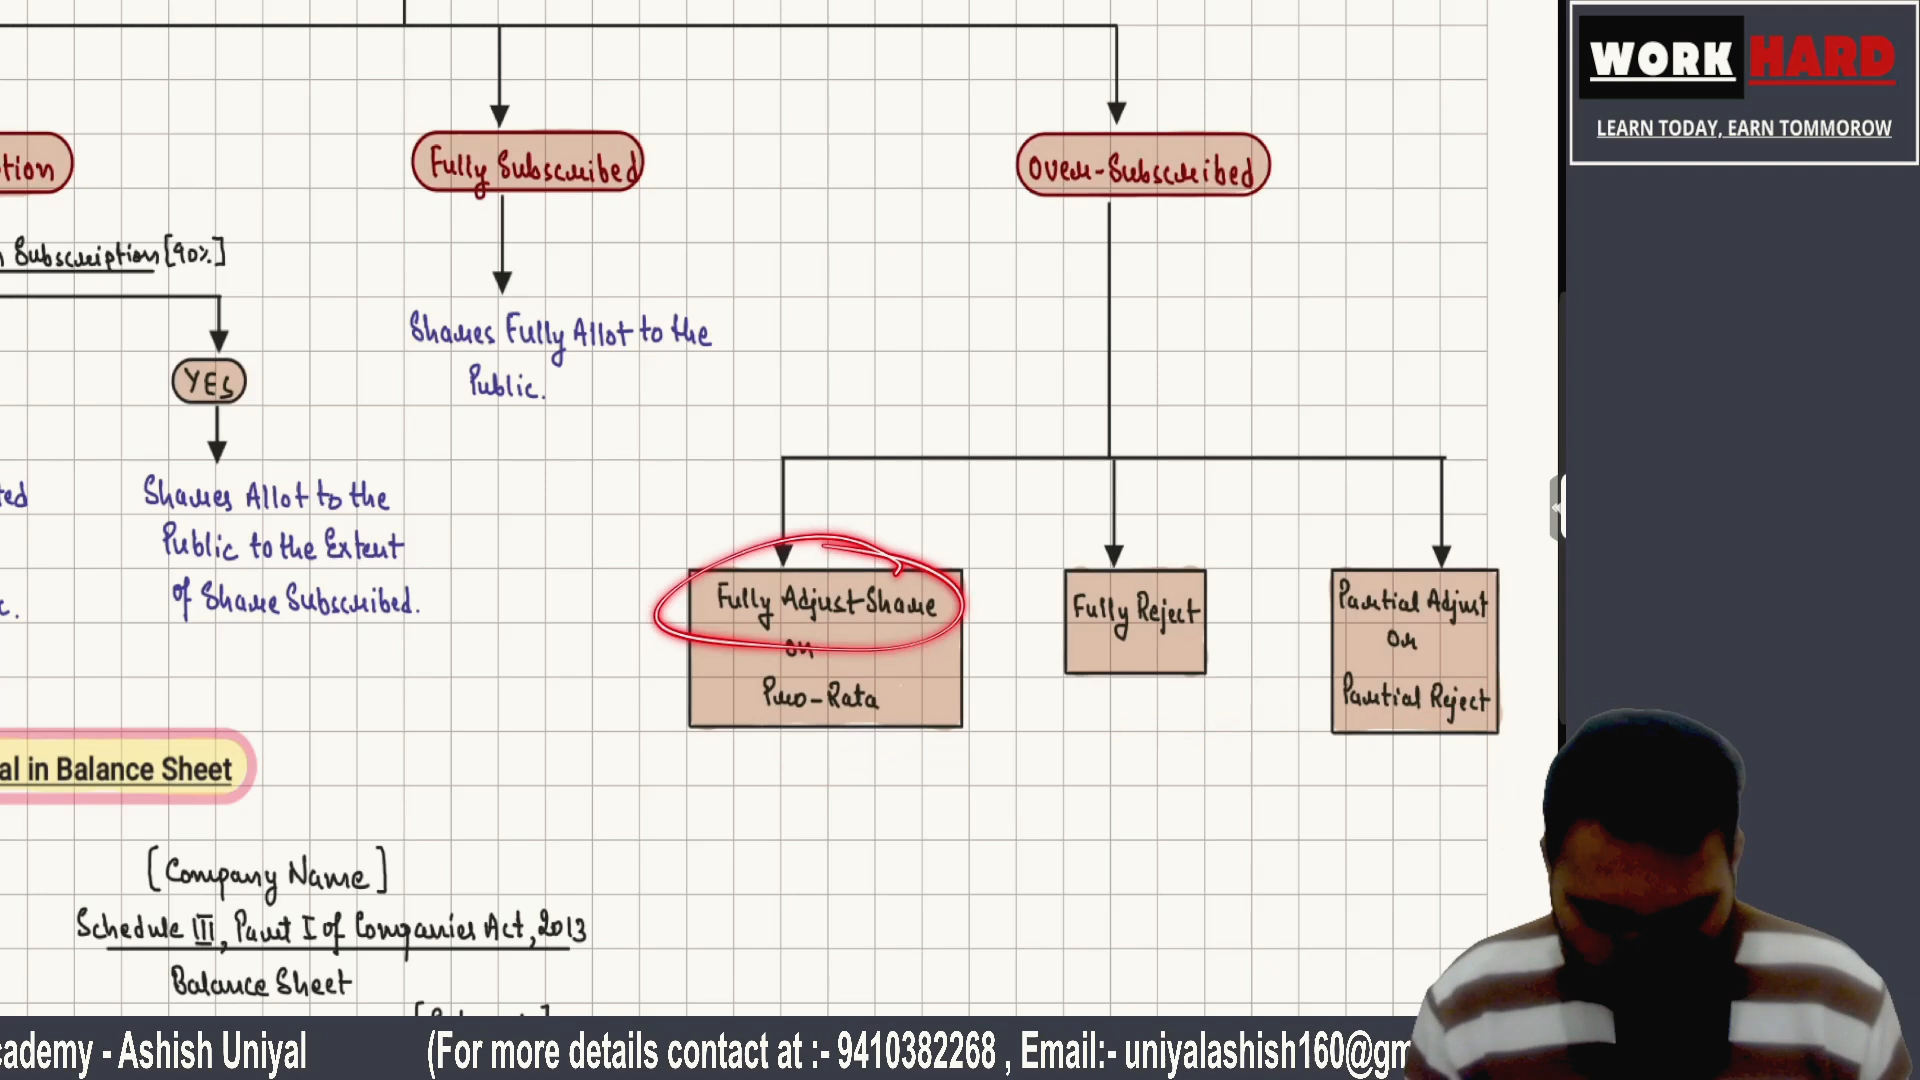 WORK HARD
LEARN TODAY, EARN TOMMOROW
tion
Fully Subscribed
Over-Subscribed
Subscription [90%]
Shares Fully Allot to the
Public.
YES
ted
Shares Allot to the
Public to the Extent
of Share Subscribed.
c.
Fully Adjust Share
or
Pro-Rata
Fully Reject
Partial Adjust
or
Partial Reject
al in Balance Sheet
[Company Name]
Schedule III, Part I of Companies Act, 2013
Balance Sheet
cademy - Ashish Uniyal (For more details contact at :- 9410382268 , Email:- uniyalashish160@gm